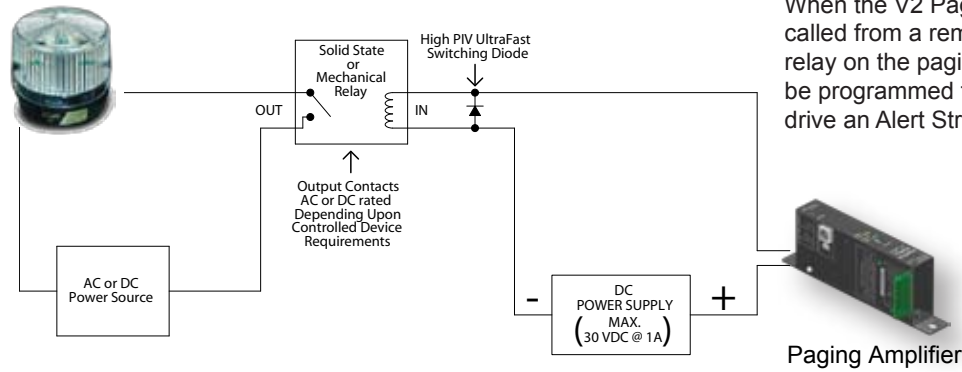 When the V2 Pag
called from a rem
relay on the pagi
be programmed
drive an Alert Str
High PIV UltraFast
Switching Diode
Solid State
or
Mechanical
Relay
OUT
IN
Output Contacts
AC or DC rated
Depending Upon
Controlled Device
Requirements
AC or DC
Power Source
-
DC
POWER SUPPLY
MAX.
(30 VDC @ 1A)
+
Paging Amplifier